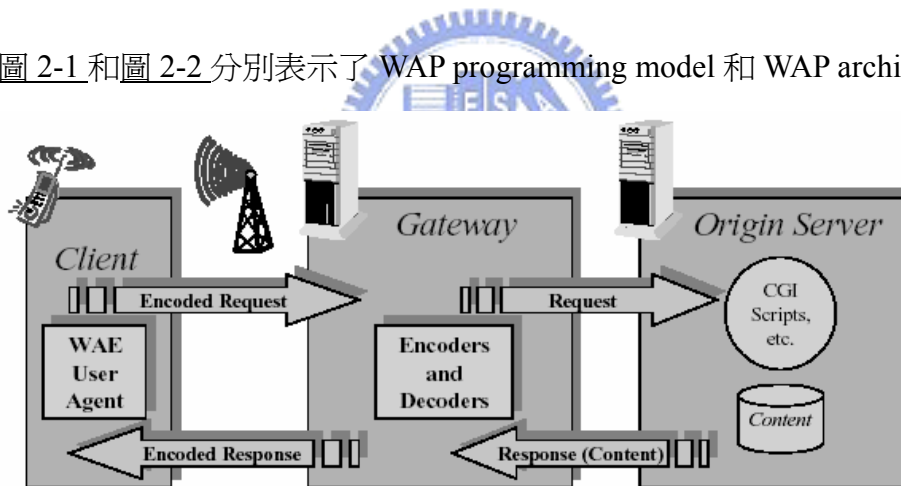 圖 2-1 和圖 2-2 分別表示了 WAP programming model 和 WAP archi
Gateway
Origin Server
Client
Encoded Request
Request
CGI
Scripts,
etc.
WAE
User
Agent
Encoders
and
Decoders
Content
Encoded Response
Response (Content)